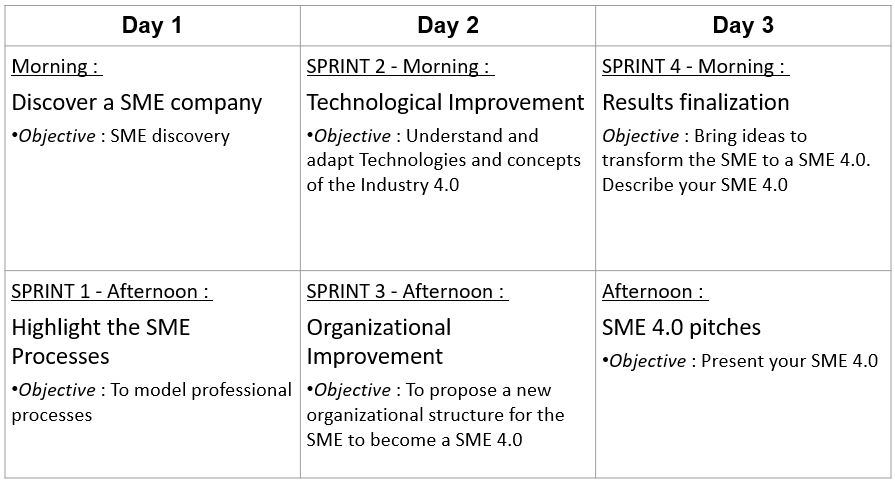 Day 1
Day 2
Day 3
Morning :
Discover a SME company
•Objective : SME discovery
SPRINT 2 - Morning :
Technological Improvement
•Objective : Understand and
adapt Technologies and concepts
of the Industry 4.0
SPRINT 4 - Morning :
Results finalization
Objective : Bring ideas to
transform the SME to a SME 4.0.
Describe your SME 4.0
SPRINT 1 - Afternoon :
Highlight the SME
Processes
•Objective : To model professional
processes
SPRINT 3 - Afternoon :
Organizational
Improvement
•Objective : To propose a new
organizational structure for the
SME to become a SME 4.0
Afternoon :
SME 4.0 pitches
•Objective : Present your SME 4.0